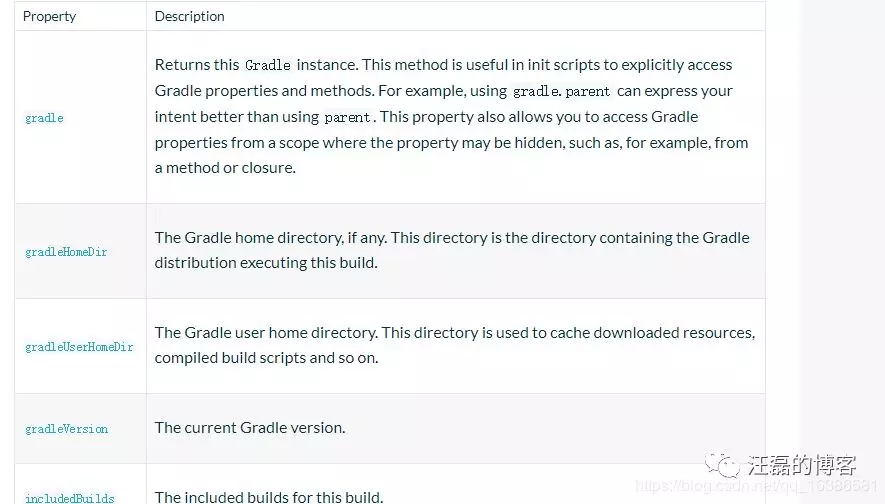 Property Description
Returns this Gradle instance. This method is useful in init scripts to explicitly access
Gradle properties and methods. For example, using gradle.parent can express your
gradle
intent better than using parent. This property also allows you to access Gradle
properties from a scope where the property may be hidden, such as, for example, from
a method or closure.
gradleHomeDir
The Gradle home directory, if any. This directory is the directory containing the Gradle
distribution executing this build.
gradleUserHomeDir
The Gradle user home directory. This directory is used to cache downloaded resources,
compiled build scripts and so on.
gradleVersion The current Gradle version.
汪磊的博客
https://blog.csdn.net/qq_16386581
includedBuilds The included builds for this build.